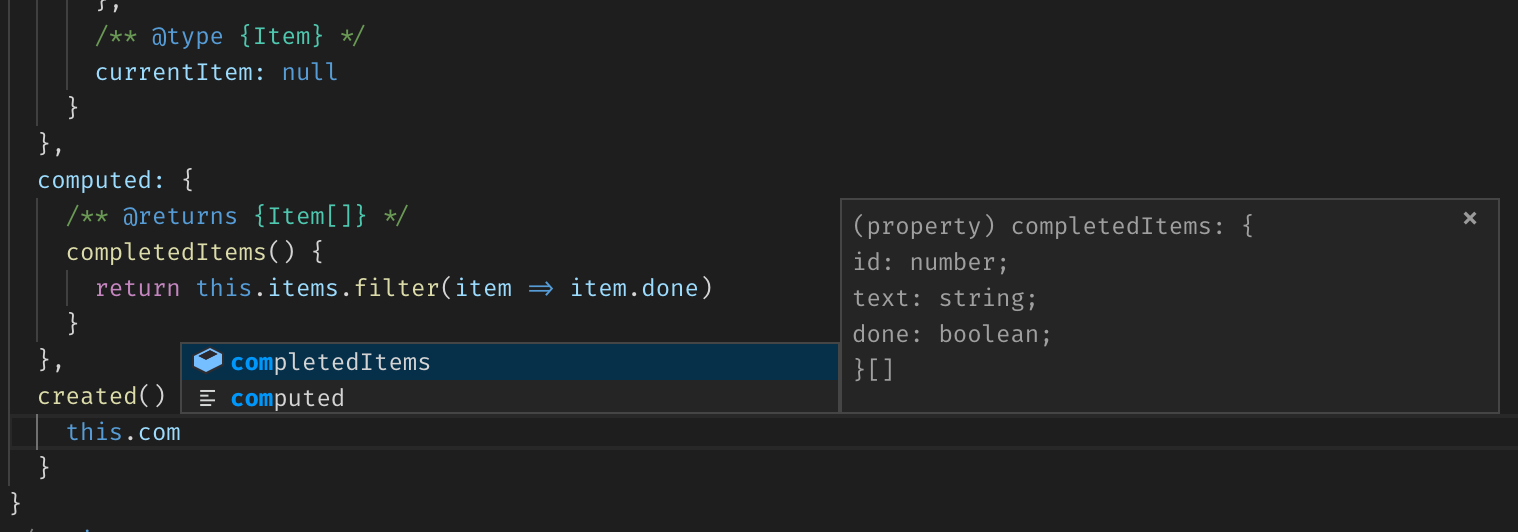 },
/** @type {Item} */
currentItem: null
}
},
computed: {
/** @returns {Item[]} */
completedItems() {
return this.items.filter(item => item.done)
}
},
created()
this.com
}
}
completedItems
computed
(property) completedItems: {
id: number;
text: string;
done: boolean;
}[]
×